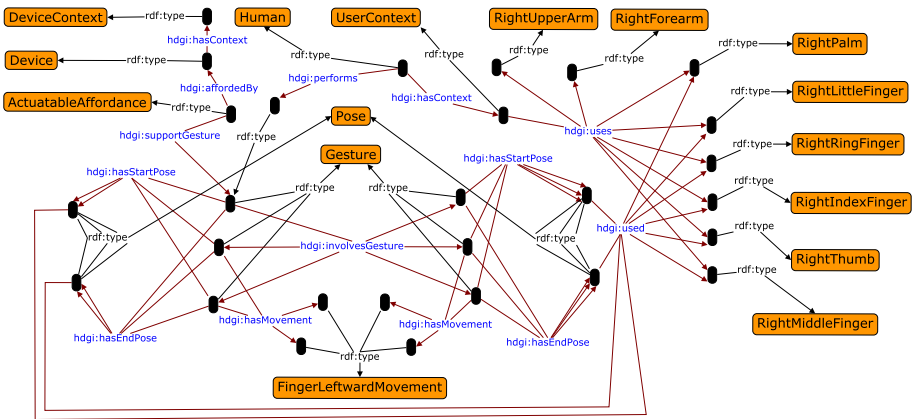 DeviceContext
rdf:type
Human
UserContext
RightUpperArm
RightForearm
hdgi:hasContext
rdf:type
rdf:type
rdf:type
rdf:type
RightPalm
Device
rdf:type
rdf:type
hdgi:performs
hdgi:affordedBy
hdgi:hasContext
rdf:type
RightLittleFinger
ActuatableAffordance
rdf:type
Pose
hdgi:supportGesture
rdf:type
hdgi:uses
rdf:type
RightRingFinger
Gesture
hdgi:hasStartPose
hdgi:hasStartPose
rdf:type
rdf:type
rdf:type
RightIndexFinger
rdf:type
hdgi:involvesGesture
rdf:type
hdgi:used
rdf:type
RightThumb
rdf:type
hdgi:hasMovement
hdgi:hasMovement
RightMiddleFinger
hdgi:hasEndPose
hdgi:hasEndPose
rdf:type
FingerLeftwardMovement